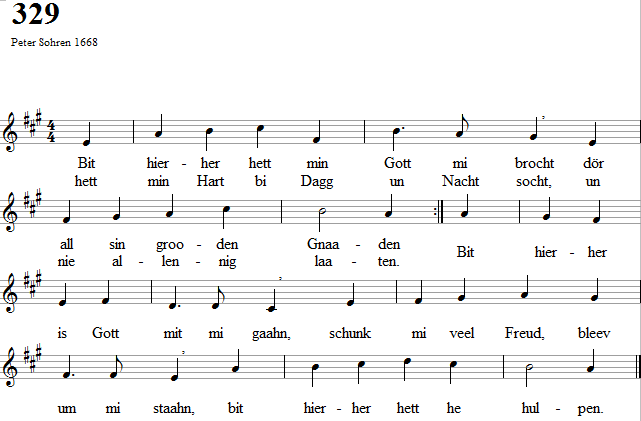 329
Peter Sohren 1668
4
4
Bit hier - her hett min Gott mi brocht dör
hett min Hart bi Dagg un Nacht socht, un
all sin groo - den Gnaa - den Bit hier - her
nie al - len - nig laa - ten.
is Gott mit mi gaahn, schunk mi veel Freud, bleev
um mi staahn, bit hier - her hett he hul - pen.